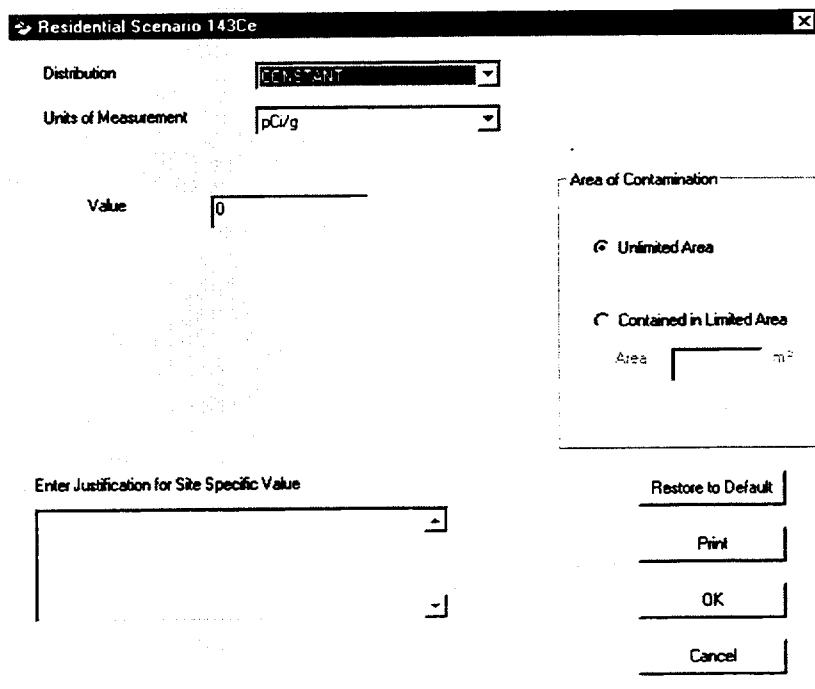 Residential Scenario 143Ce
Distribution
CONSTANT
Units of Measurement
pCi/g
Value
0
Area of Contamination
Unlimited Area
Contained in Limited Area
Area
m²
Enter Justification for Site Specific Value
Restore to Default
Print
OK
Cancel